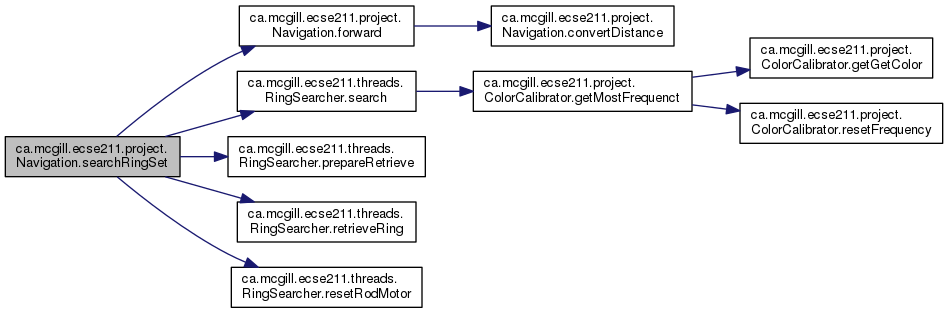 ca.mcgill.ecse211.project.
Navigation.searchRingSet
ca.mcgill.ecse211.project.
Navigation.forward
ca.mcgill.ecse211.project.
Navigation.convertDistance
ca.mcgill.ecse211.threads.
RingSearcher.search
ca.mcgill.ecse211.project.
ColorCalibrator.getMostFrequenct
ca.mcgill.ecse211.project.
ColorCalibrator.getGetColor
ca.mcgill.ecse211.project.
ColorCalibrator.resetFrequency
ca.mcgill.ecse211.threads.
RingSearcher.prepareRetrieve
ca.mcgill.ecse211.threads.
RingSearcher.retrieveRing
ca.mcgill.ecse211.threads.
RingSearcher.resetRodMotor